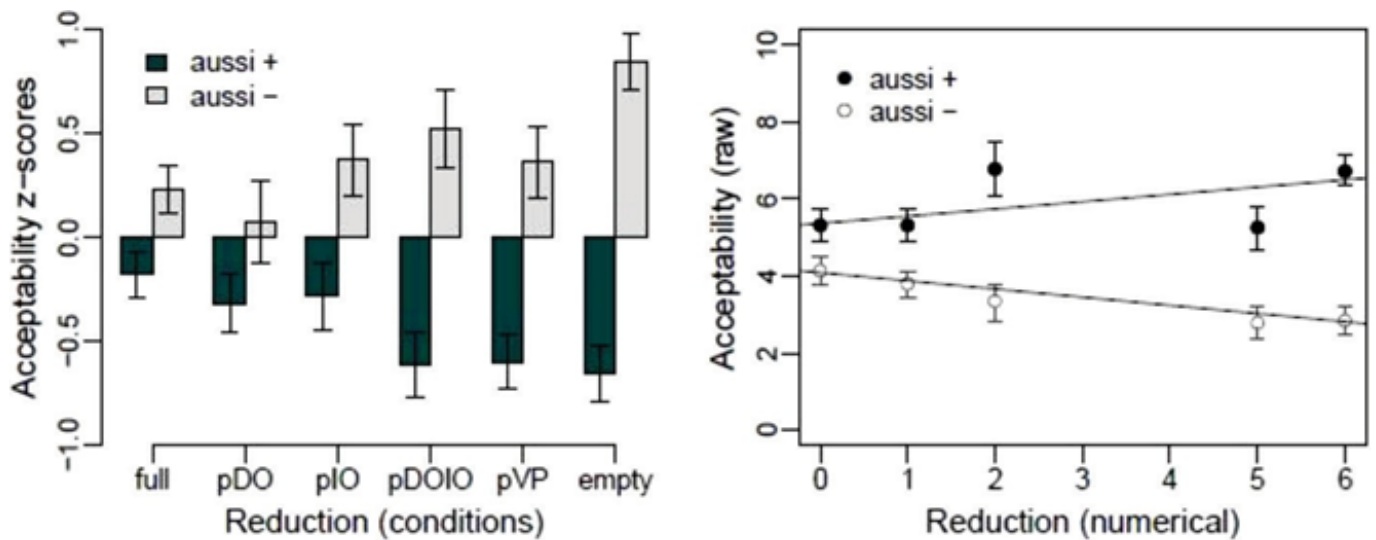 Acceptability z−scores
1.0
0.5
0.0
−0.5
−1.0
aussi +
aussi −
full pDO pIO pDOIO pVP empty
Reduction (conditions)
Acceptability (raw)
10
8
6
4
2
0
aussi +
aussi −
0 1 2 3 4 5 6
Reduction (numerical)